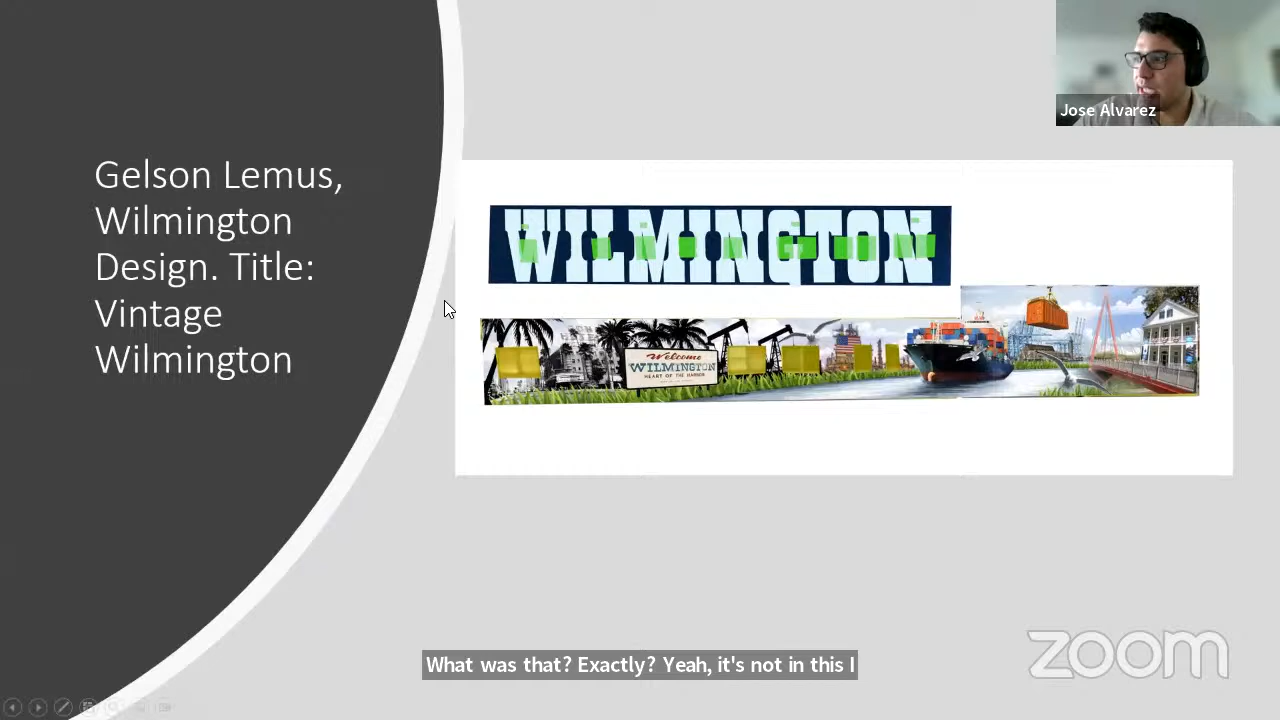 Gelson Lemus,
Wilmington
Design. Title:
Vintage
Wilmington
Jose Alvarez
WILMINGTON
Welcome
WILMINGTON
HEART OF THE HARBOR
What was that? Exactly? Yeah, it's not in this I
zoom